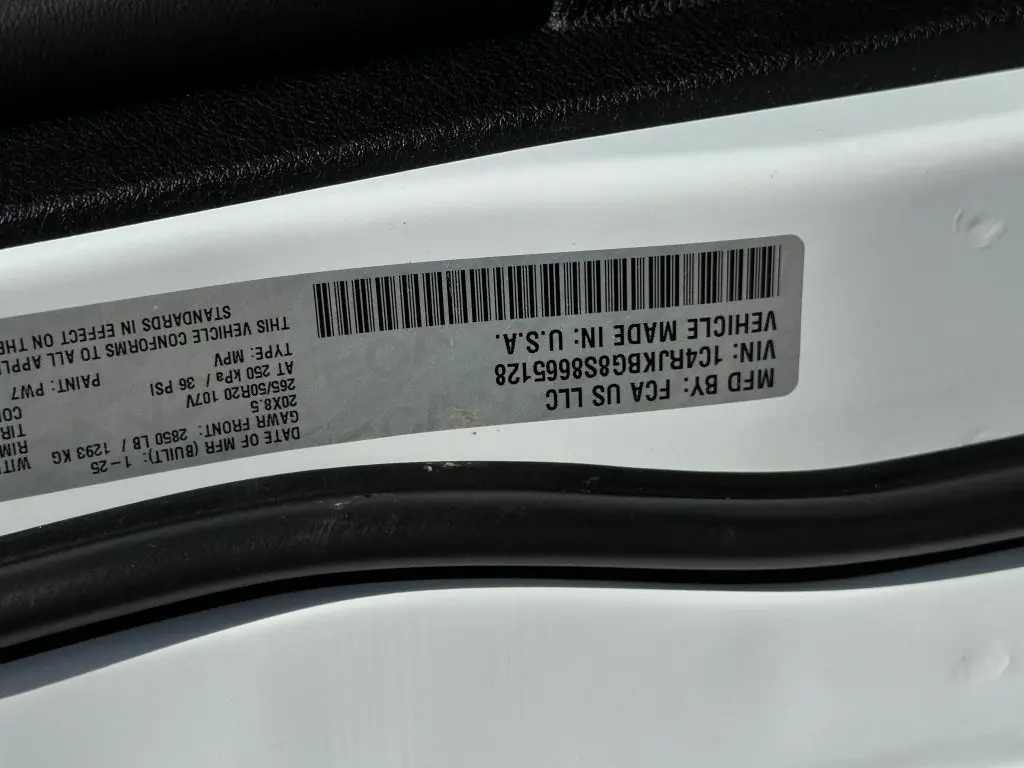 MFD BY: FCA US LLC
VIN: 1C4RJKBG8S8665128
VEHICLE MADE IN: U.S.A.
DATE OF MFR (BUILT): 1-25
GAWR FRONT: 2850 LB / 1293 KG
WITH
20X8.5
265/50R20 107V
AT 250 kPa / 36 PSI
TYPE: MPV
PAINT: PW7
THIS VEHICLE CONFORMS TO ALL
STANDARDS IN EFFECT ON THE